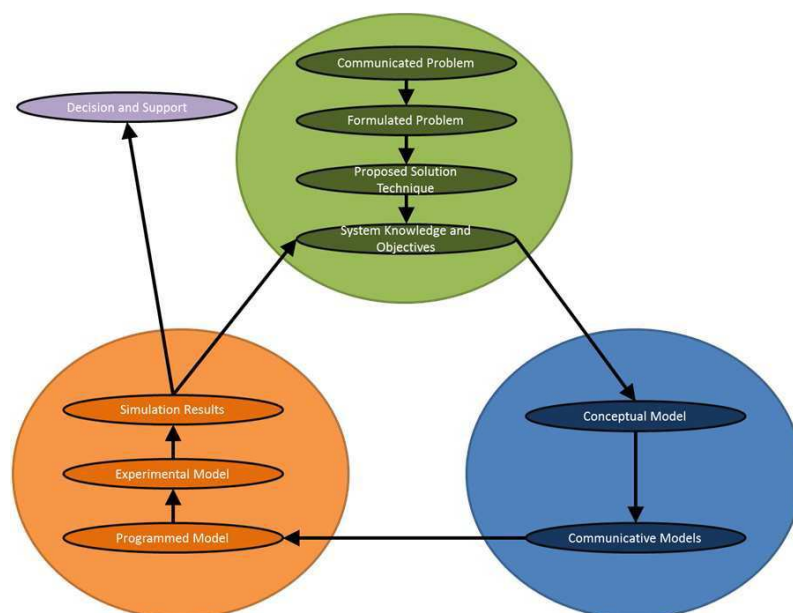 Communicated Problem
Decision and Support
Formulated Problem
Proposed Solution
Technique
System Knowledge and
Objectives
Simulation Results
Conceptual Model
Experimental Model
Programmed Model
Communicative Models